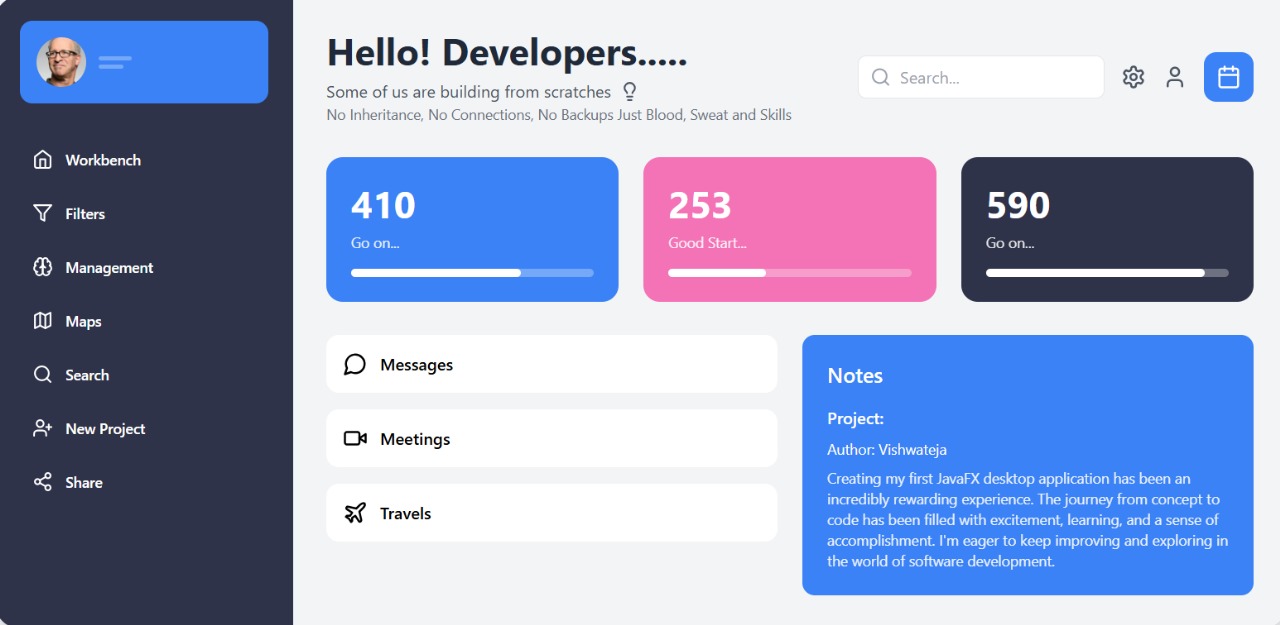 Workbench
Filters
Management
Maps
Search
New Project
Share
Hello! Developers.....
Some of us are building from scratches
No Inheritance, No Connections, No Backups Just Blood, Sweat and Skills
Search...
410
Go on...
253
Good Start...
590
Go on...
Messages
Meetings
Travels
Notes
Project:
Author: Vishwateja
Creating my first JavaFX desktop application has been an
incredibly rewarding experience. The journey from concept to
code has been filled with excitement, learning, and a sense of
accomplishment. I'm eager to keep improving and exploring in
the world of software development.